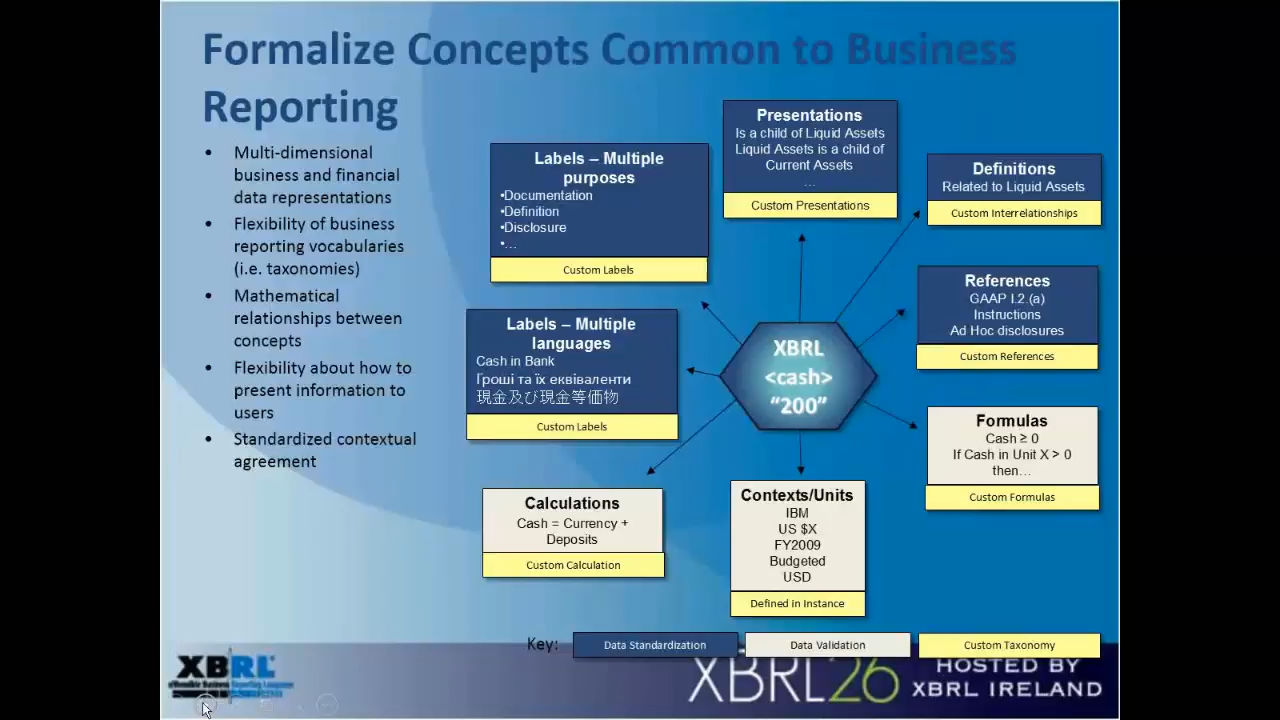 Formalize Concepts Common to Business
Reporting
• Multi-dimensional
business and financial
data representations
• Flexibility of business
reporting vocabularies
(i.e. taxonomies)
• Mathematical
relationships between
concepts
• Flexibility about how to
present information to
users
• Standardized contextual
agreement
Labels – Multiple
purposes
•Documentation
•Definition
•Disclosure
•...
Custom Labels
Presentations
Is a child of Liquid Assets
Liquid Assets is a child of
Current Assets
...
Custom Presentations
Definitions
Related to Liquid Assets
Custom Interrelationships
Labels – Multiple
languages
Cash in Bank
Гроші та їх еквіваленти
現金及び現金等価物
Custom Labels
XBRL
<cash>
“200”
References
GAAP I.2.(a)
Instructions
Ad Hoc disclosures
Custom References
Formulas
Cash ≥ 0
If Cash in Unit X > 0
then...
Custom Formulas
Calculations
Cash = Currency +
Deposits
Custom Calculation
Contexts/Units
IBM
US $X
FY2009
Budgeted
USD
Defined in Instance
Key: Data Standardization Data Validation Custom Taxonomy
XBRL
eXtensible Business Reporting Language
XBRL26
HOSTED BY
XBRL IRELAND